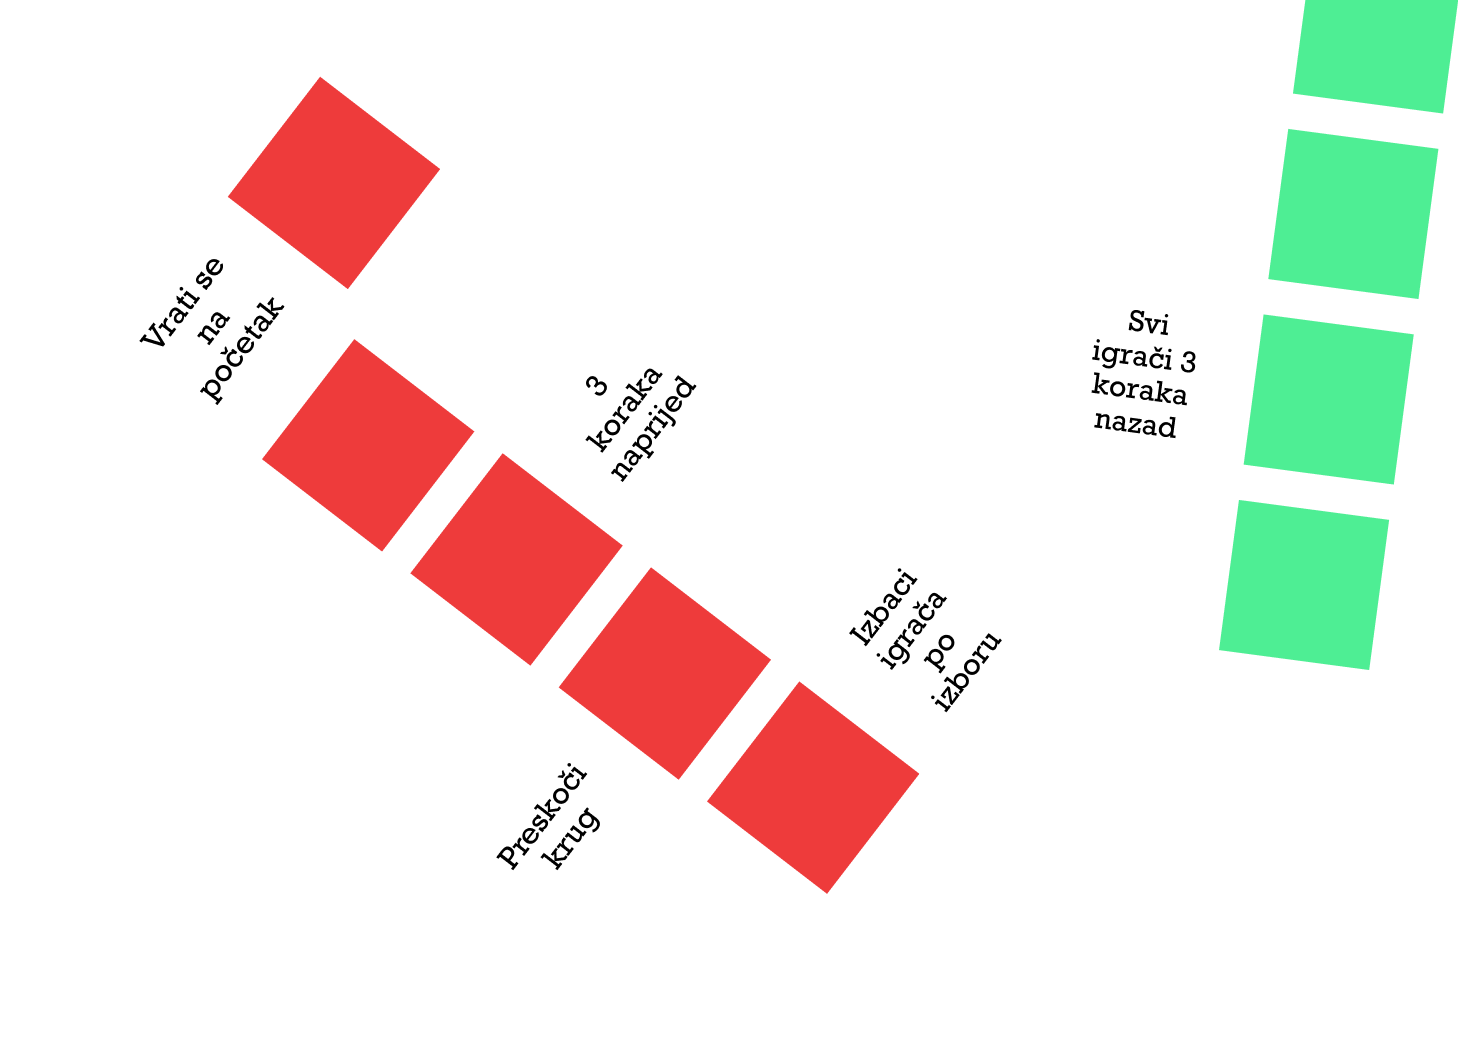 Vrati se
na
početak
3
koraka
naprijed
Svi
igrači 3
koraka
nazad
Izbaci
igrača
po
izboru
Preskoči
krug